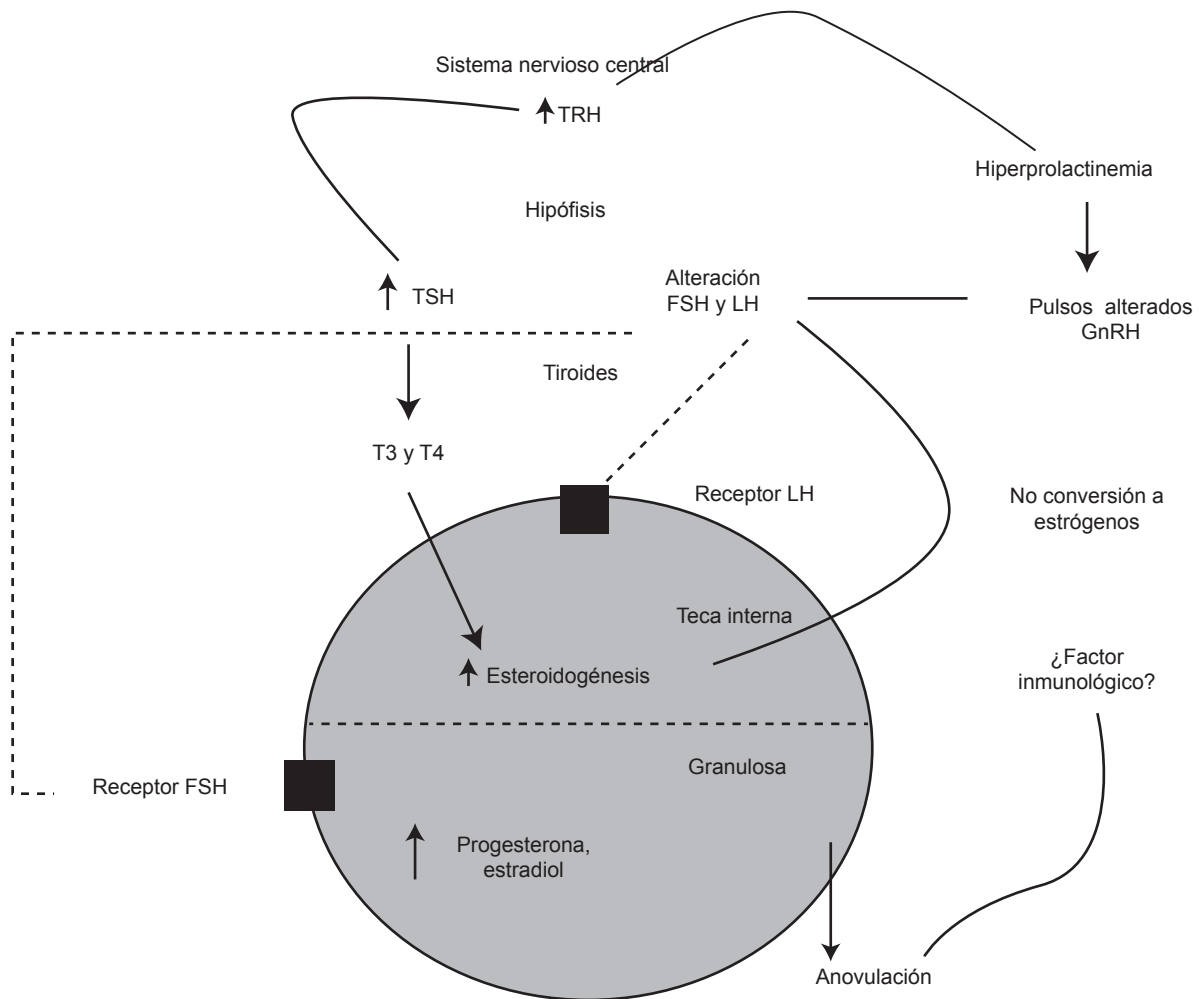 Sistema nervioso central
TRH
Hiperprolactinemia
Hipófisis
TSH
Alteración
FSH y LH
Pulsos alterados
GnRH
Tiroides
T3 y T4
Receptor LH
No conversión a
estrógenos
Teca interna
Esteroidogénesis
¿Factor
inmunológico?
Granulosa
Receptor FSH
Progesterona,
estradiol
Anovulación